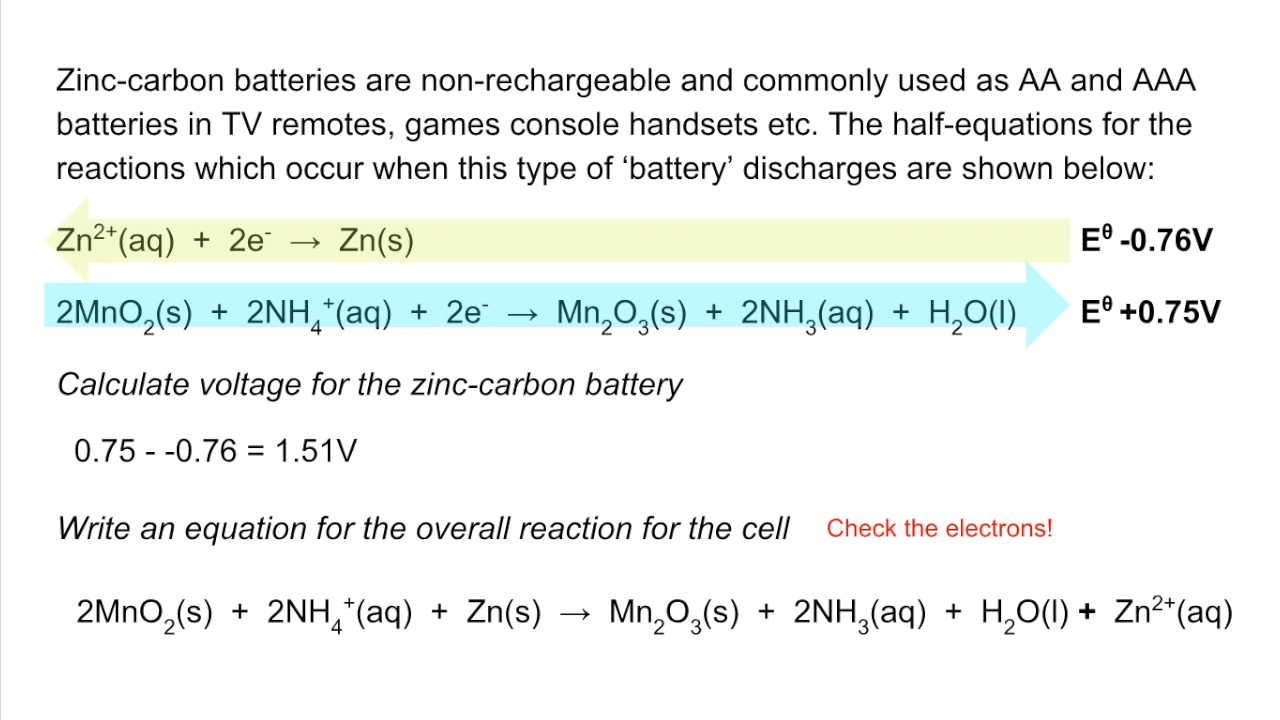 Zinc-carbon batteries are non-rechargeable and commonly used as AA and AAA
batteries in TV remotes, games console handsets etc. The half-equations for the
reactions which occur when this type of ‘battery’ discharges are shown below:
Zn²⁺(aq) + 2e⁻ → Zn(s) E^θ -0.76V
2MnO₂(s) + 2NH₄⁺(aq) + 2e⁻ → Mn₂O₃(s) + 2NH₃(aq) + H₂O(l) E^θ +0.75V
Calculate voltage for the zinc-carbon battery
0.75 - -0.76 = 1.51V
Write an equation for the overall reaction for the cell Check the electrons!
2MnO₂(s) + 2NH₄⁺(aq) + Zn(s) → Mn₂O₃(s) + 2NH₃(aq) + H₂O(l) + Zn²⁺(aq)